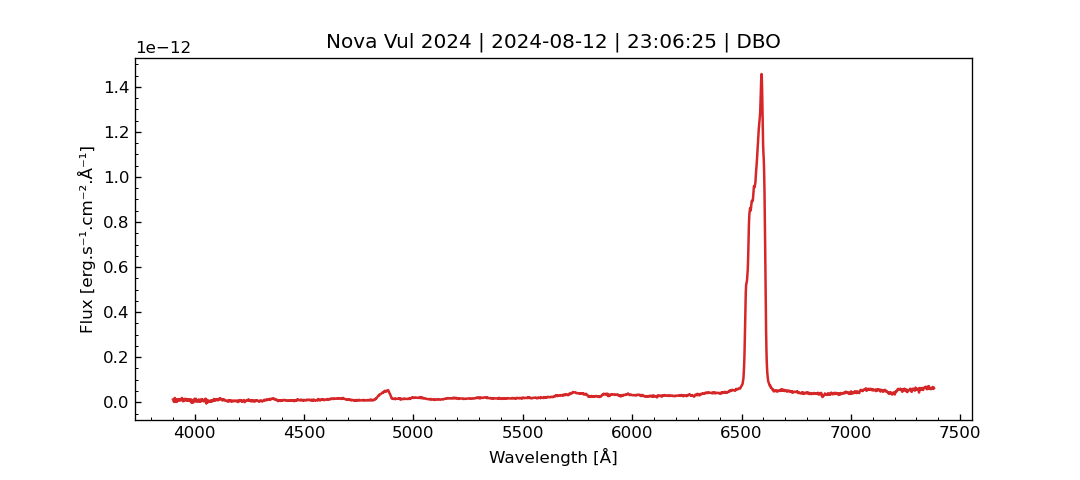 Nova Vul 2024 | 2024-08-12 | 23:06:25 | DBO
1e−12
1.4
1.2
1.0
0.8
0.6
0.4
0.2
0.0
Flux [erg.s⁻¹.cm⁻².Å⁻¹]
4000 4500 5000 5500 6000 6500 7000 7500
Wavelength [Å]